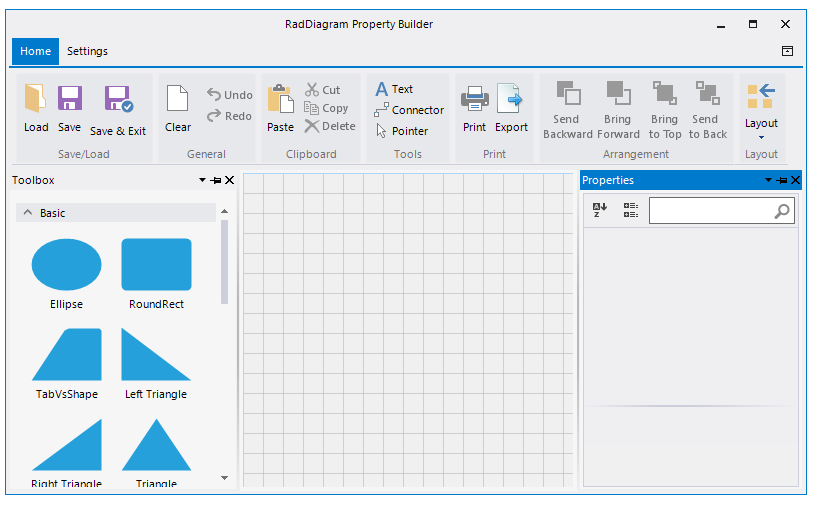 RadDiagram Property Builder
Home Settings
Load Save Save & Exit
Save/Load
Clear Undo
Redo
General
Paste Cut
Copy
Delete
Clipboard
Text
Connector
Pointer
Tools
Print Export
Print
Send Backward Bring Forward Bring to Top Send to Back
Arrangement
Layout
Layout
Toolbox
Basic
Ellipse RoundRect
TabVsShape Left Triangle
Right Triangle Triangle
Properties
A
Z